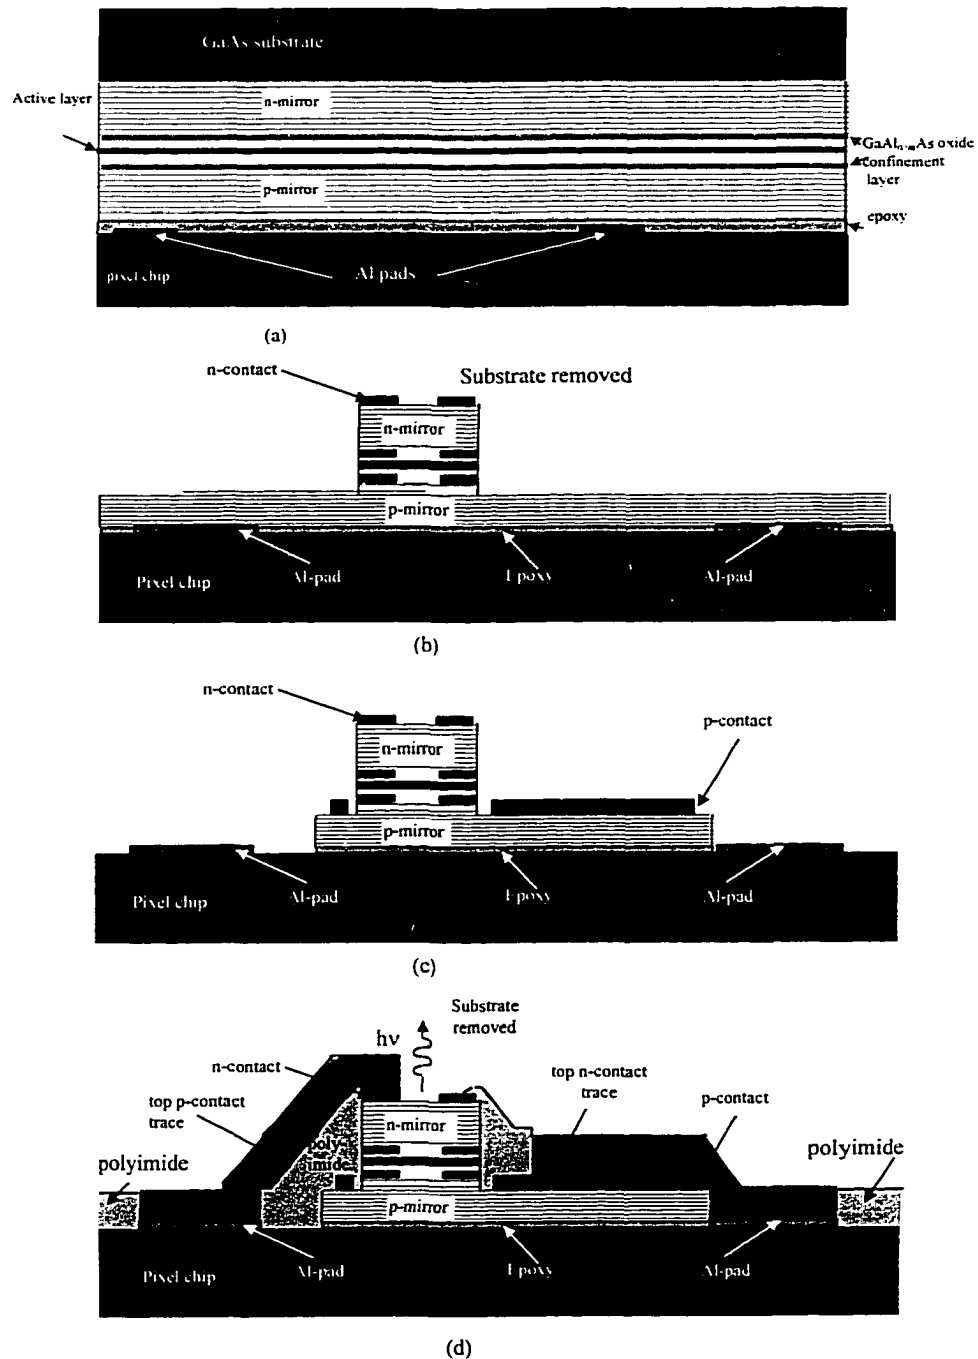 GaAs substrate
n-mirror
Active layer
oxide
confinement
layer
p-mirror
epoxy
Al pads
pixel chip
(a)
n-contact
Substrate removed
n-mirror
p-mirror
Al-pad
Epoxy
Al-pad
Pixel chip
(b)
n-contact
p-contact
n-mirror
p-mirror
Al-pad
Epoxy
Al-pad
Pixel chip
(c)
Substrate
removed
hν
n-contact
top n-contact
trace
top p-contact
trace
p-contact
n-mirror
poly-
imide
polyimide
polyimide
p-mirror
Al-pad
Epoxy
Al-pad
Pixel chip
(d)